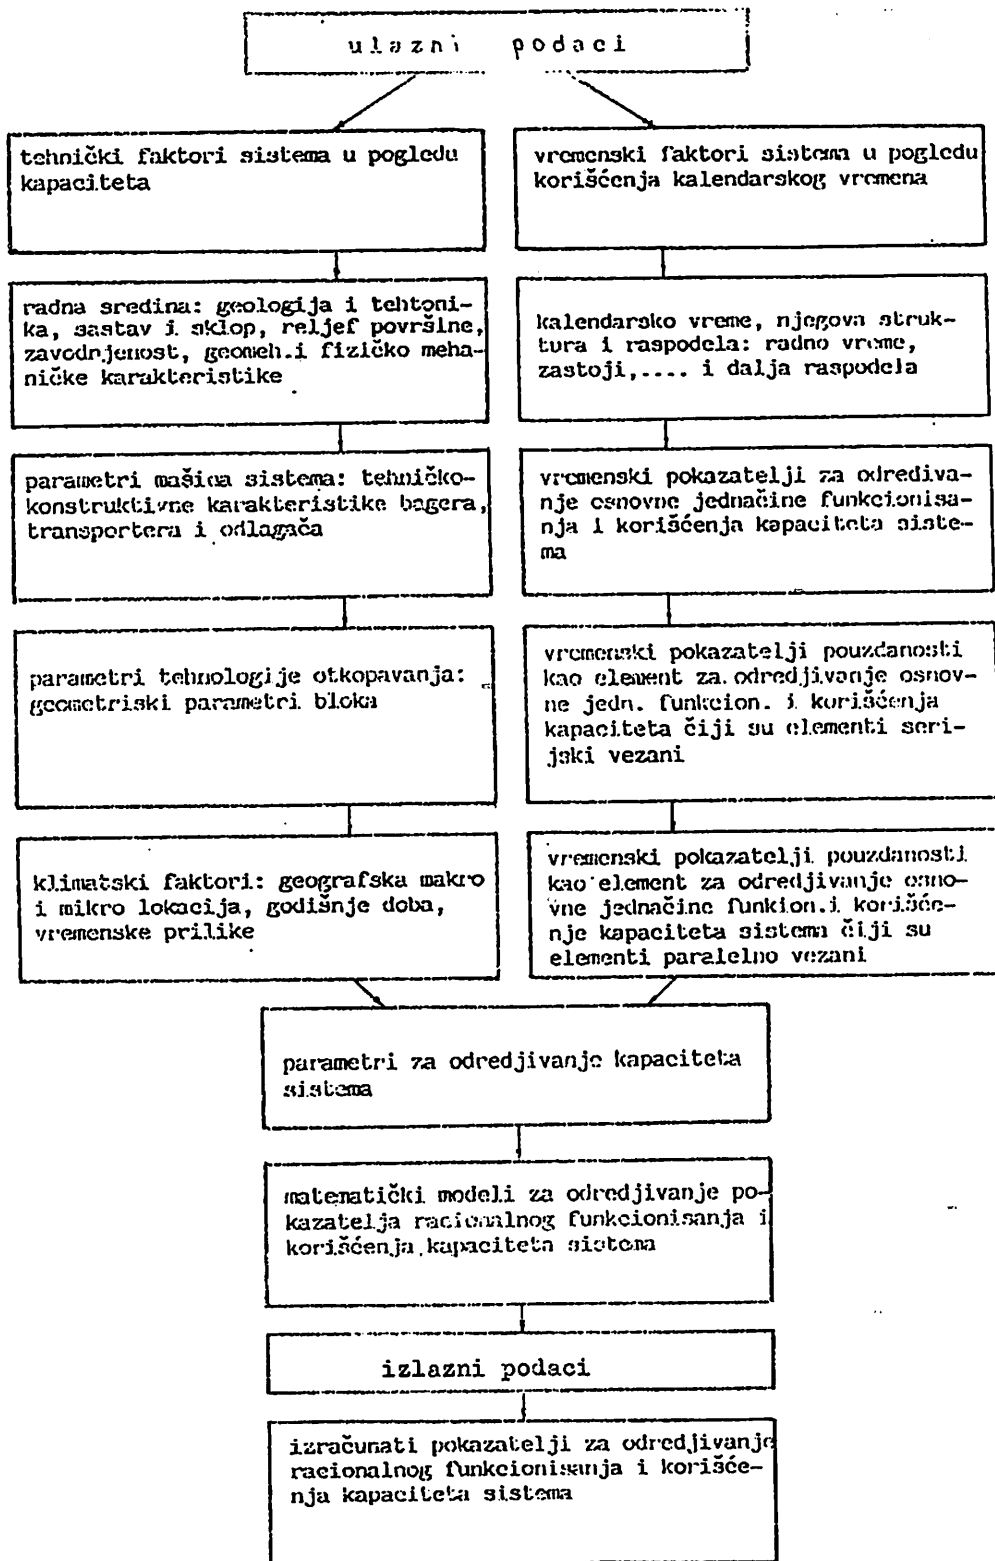 ulazni podaci
tehnički faktori sistema u pogledu
kapaciteta
vremenski faktori sistema u pogledu
korišćenja kalendarskog vremena
radna sredina: geologija i tehtoni-
ka, sastav i sklop, reljef površine,
zavodnjenost, geomeh.i fizičko meha-
ničke karakteristike
kalendarsko vreme, njegova struk-
tura i raspodela: radno vreme,
zastoji,.... i dalja raspodela
parametri mašina sistema: tehničko-
konstruktivne karakteristike bagera,
transportera i odlagača
vremenski pokazatelji za određiva-
nje osnovne jednačine funkcionisa-
nja i korišćenja kapaciteta siste-
ma
parametri tehnologije otkopavanja:
geometriski parametri bloka
vremenski pokazatelji pouzdanosti
kao element za odredjivanje osnov-
ne jedn. funkcion. i korišćenja
kapaciteta čiji su elementi seri-
jski vezani
klimatski faktori: geografska makro
i mikro lokacija, godišnje doba,
vremenske prilike
vremenski pokazatelji pouzdanosti
kao element za odredjivanje osno-
vne jednačine funkion.i korišće-
nje kapaciteta sistema čiji su
elementi paralelno vezani
parametri za odredjivanje kapaciteta
sistema
matematički modeli za odredjivanje po-
kazatelja racionalnog funkcionisanja i
korišćenja kapaciteta sistema
izlazni podaci
izračunati pokazatelji za odredjivanje
racionalnog funkcionisanja i korišće-
nja kapaciteta sistema